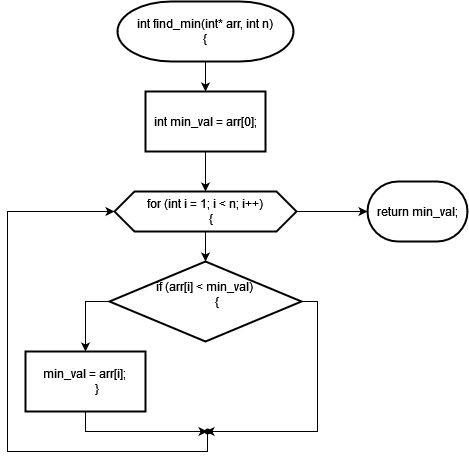 int find_min(int* arr, int n)
{
int min_val = arr[0];
for (int i = 1; i < n; i++)
{
return min_val;
if (arr[i] < min_val)
{
min_val = arr[i];
}